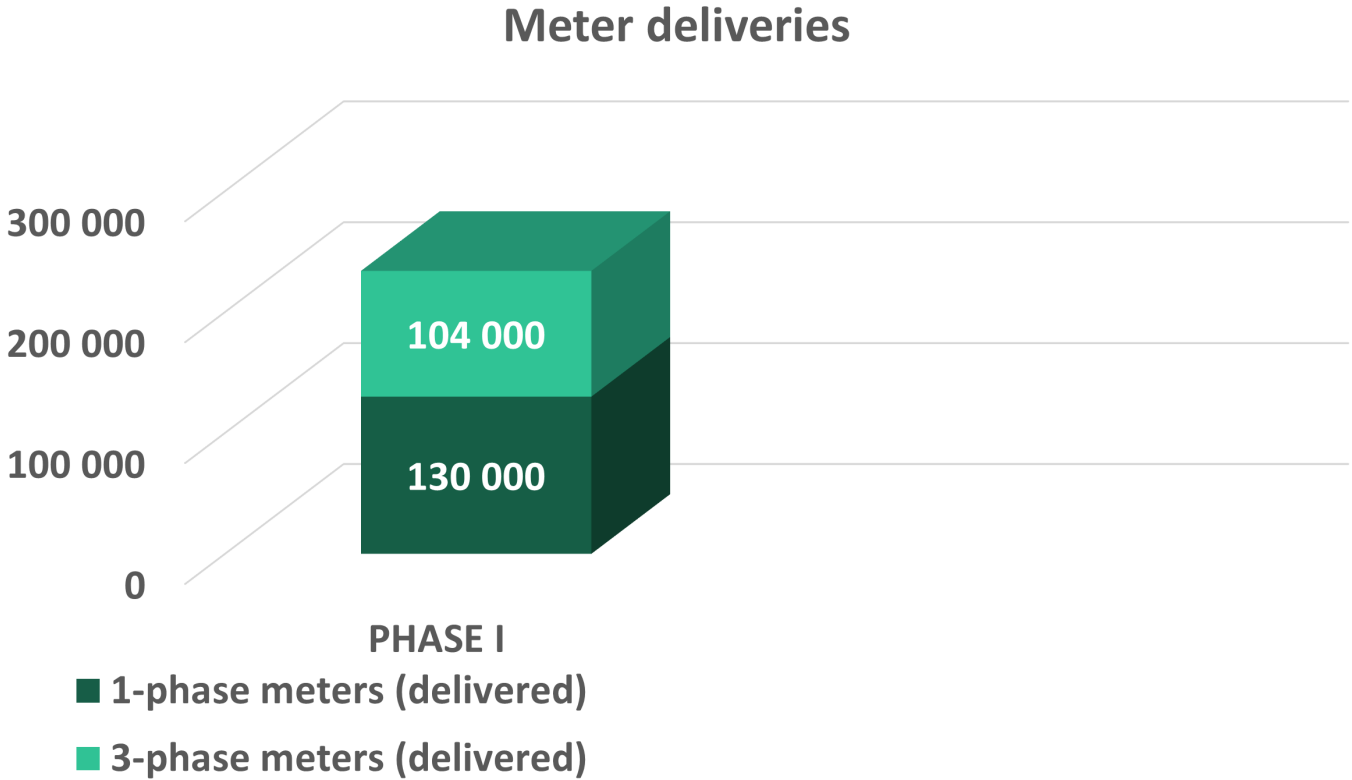 Meter deliveries
300 000
200 000
100 000
0
104 000
130 000
PHASE I
1-phase meters (delivered)
3-phase meters (delivered)